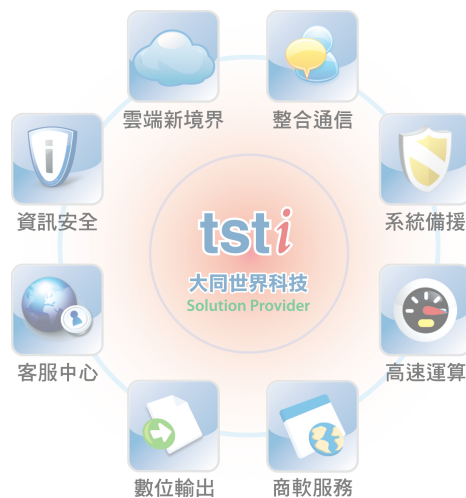 雲端新境界
整合通信
資訊安全
系統備援
tsti
大同世界科技
Solution Provider
客服中心
高速運算
數位輸出
商軟服務